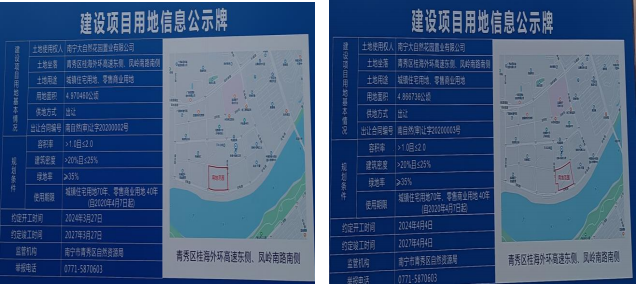 建设项目用地信息公示牌
建设项目用地基本情况
土地使用权人 南宁大自然花园置业有限公司
土地坐落 青秀区桂海外环高速东侧、凤岭南路南侧
土地用途 城镇住宅用地、零售商业用地
用地面积 4.970460公顷
供地方式 出让
出让合同编号 南自然(审)让字20200002号
规划条件
容积率 >1.0且≤2.0
建筑密度 >20%且≤25%
绿地率 ≥35%
使用期限 城镇住宅用地70年、零售商业用地 40年
(自2020年4月7日起)
约定开工时间 2024年3月27日
约定竣工时间 2027年3月27日
监管机构 南宁市青秀区自然资源局
举报电话 0771-5870603
青秀区桂海外环高速东侧、凤岭南路南侧
建设项目用地信息公示牌
建设项目用地基本情况
土地使用权人 南宁大自然花园置业有限公司
土地坐落 青秀区桂海外环高速东侧、凤岭南路南侧
土地用途 城镇住宅用地、零售商业用地
用地面积 4.866736公顷
供地方式 出让
出让合同编号 南自然(审)让字20200003号
规划条件
容积率 >1.0且≤2.0
建筑密度 >20%且≤25%
绿地率 ≥35%
使用期限 城镇住宅用地70年、零售商业用地 40年
(自2020年4月7日起)
约定开工时间 2024年4月4日
约定竣工时间 2027年4月4日
监管机构 南宁市青秀区自然资源局
举报电话 0771-5870603
青秀区桂海外环高速东侧、凤岭南路南侧